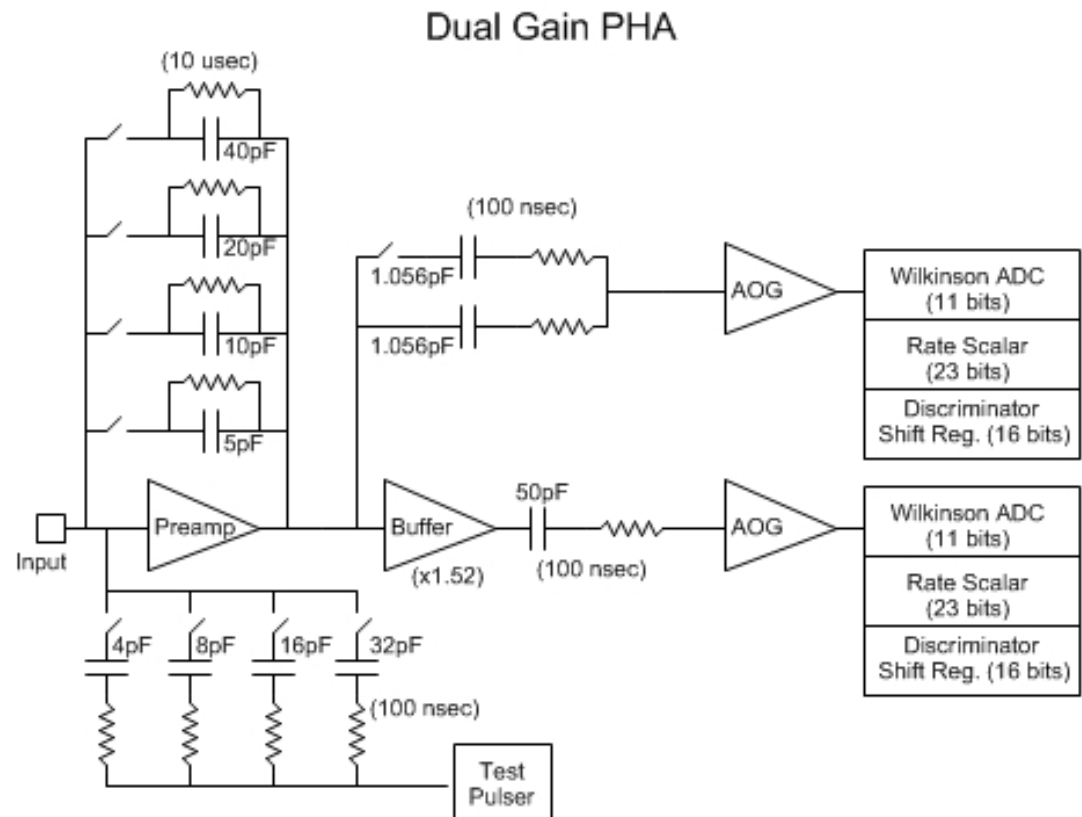 Dual Gain PHA
(10 usec)
40pF
20pF
10pF
5pF
(100 nsec)
1.056pF
1.056pF
AOG
Wilkinson ADC
(11 bits)
Rate Scalar
(23 bits)
Discriminator
Shift Reg. (16 bits)
Input
Preamp
Buffer
(x1.52)
50pF
(100 nsec)
AOG
Wilkinson ADC
(11 bits)
Rate Scalar
(23 bits)
Discriminator
Shift Reg. (16 bits)
4pF
8pF
16pF
32pF
(100 nsec)
Test
Pulser